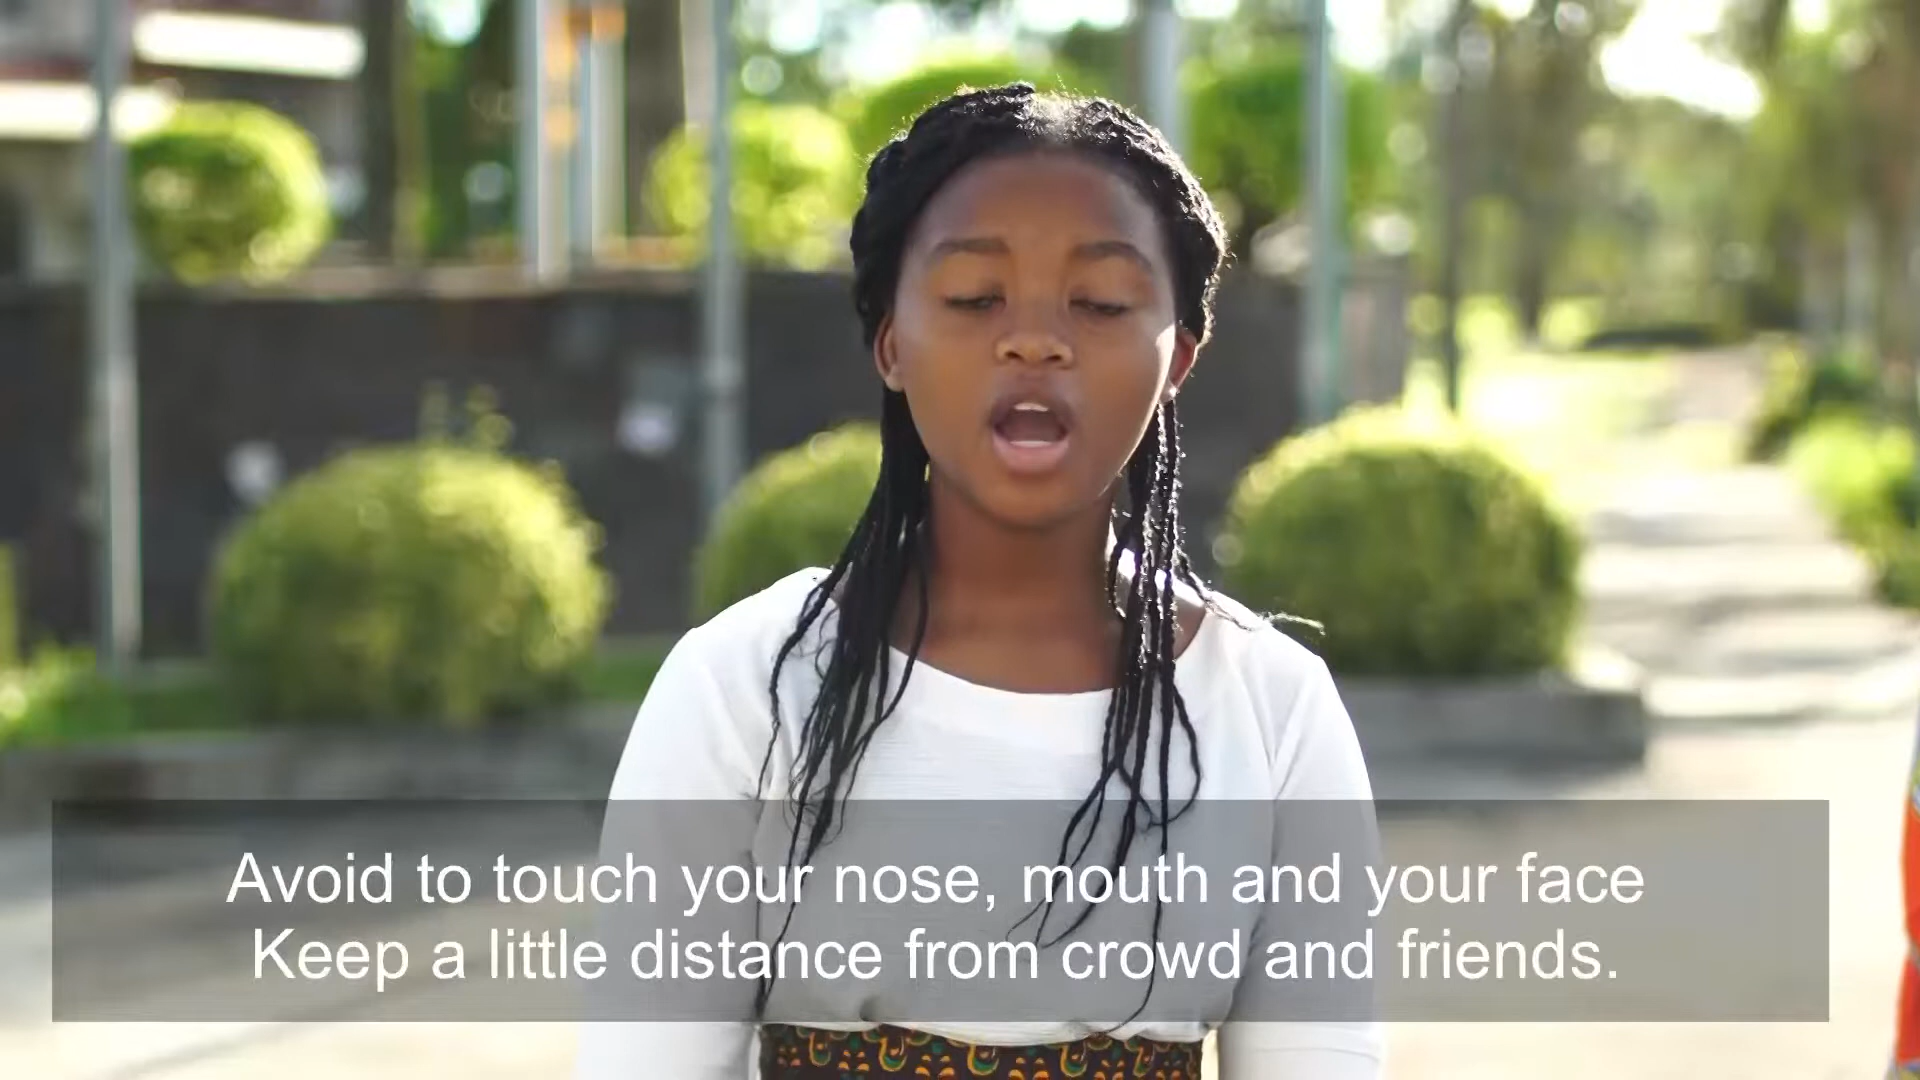 Avoid to touch your nose, mouth and your face
Keep a little distance from crowd and friends.